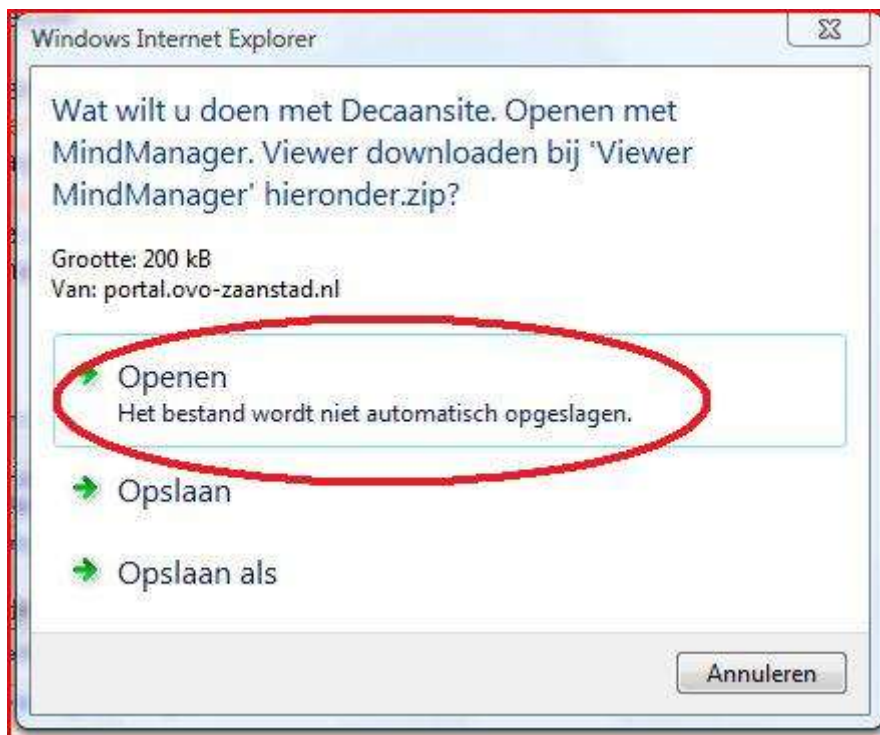 Windows Internet Explorer
Wat wilt u doen met Decaansite. Openen met
MindManager. Viewer downloaden bij 'Viewer
MindManager' hieronder.zip?
Grootte: 200 kB
Van: portal.ovo-zaanstad.nl
Openen
Het bestand wordt niet automatisch opgeslagen.
Opslaan
Opslaan als
Annuleren